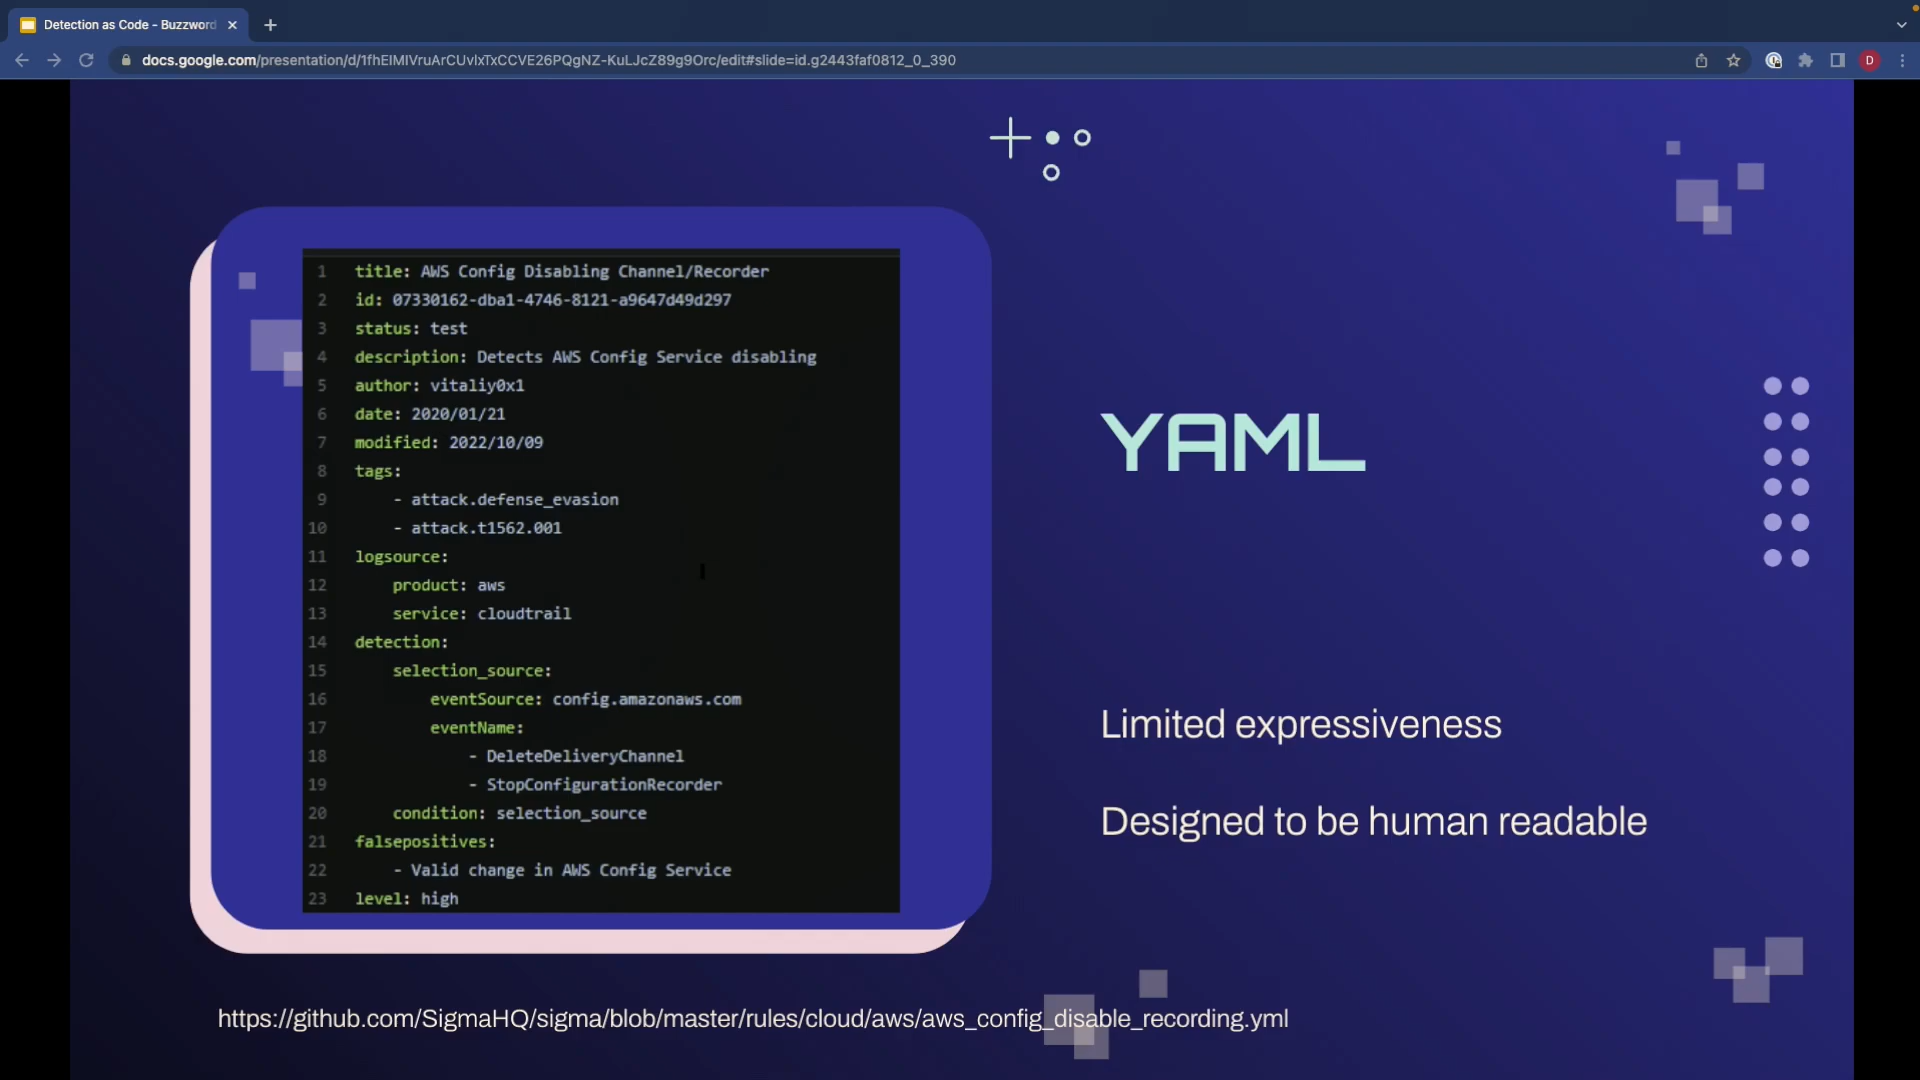 Detection as Code - Buzzword
docs.google.com/presentation/d/1fhEIMIVruArCUvlxTxCCVE26PQgNZ-KuLJcZ89g9Orc/edit#slide=id.g2443faf0812_0_390
D
1 title: AWS Config Disabling Channel/Recorder
2 id: 07330162-dba1-4746-8121-a9647d49d297
3 status: test
4 description: Detects AWS Config Service disabling
5 author: vitaliy0x1
6 date: 2020/01/21
7 modified: 2022/10/09
8 tags:
9 - attack.defense_evasion
10 - attack.t1562.001
11 logsource:
12 product: aws
13 service: cloudtrail
14 detection:
15 selection_source:
16 eventSource: config.amazonaws.com
17 eventName:
18 - DeleteDeliveryChannel
19 - StopConfigurationRecorder
20 condition: selection_source
21 falsepositives:
22 - Valid change in AWS Config Service
23 level: high
YAML
Limited expressiveness
Designed to be human readable
https://github.com/SigmaHQ/sigma/blob/master/rules/cloud/aws/aws_config_disable_recording.yml